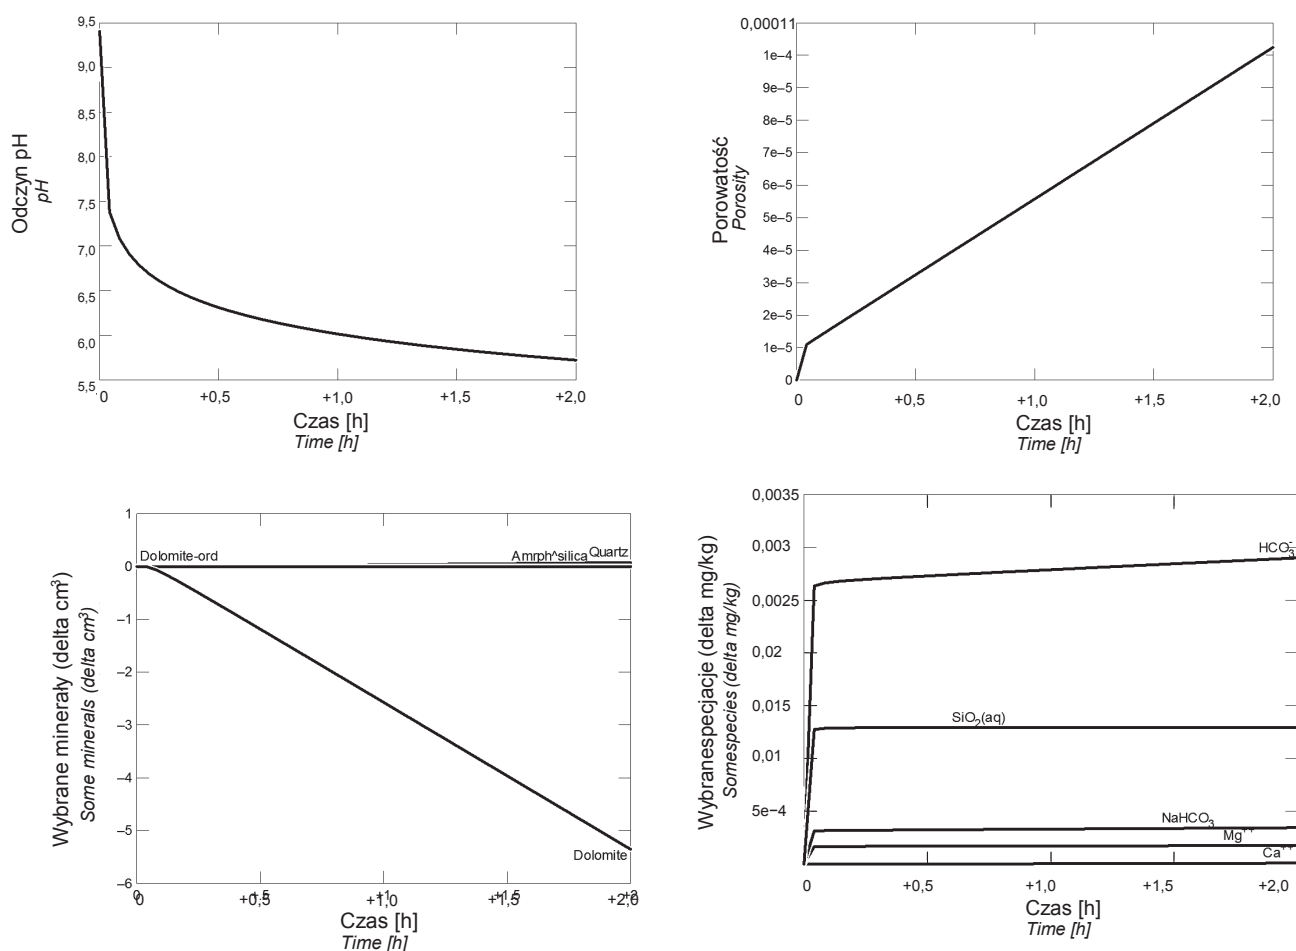 9,5
9,0
8,5
8,0
7,5
7,0
6,5
6,0
5,5
Odczyn pH
pH
0
+0,5
+1,0
+1,5
+2,0
Czas [h]
Time [h]
0,00011
1e–4
9e–5
8e–5
7e–5
6e–5
5e–5
4e–5
3e–5
2e–5
1e–5
0
Porowatość
Porosity
0
+0,5
+1,0
+1,5
+2,0
Czas [h]
Time [h]
1
0
–1
–2
–3
–4
–5
–6
Wybrane minerały (delta cm³)
Some minerals (delta cm³)
Dolomite-ord
Amrph^silica
Quartz
Dolomite
0
+0,5
+1,0
+1,5
+2,0
Czas [h]
Time [h]
0,0035
0,003
0,0025
0,002
0,015
0,01
5e−4
Wybranespecjacje (delta mg/kg)
Somespecies (delta mg/kg)
HCO₃⁻
SiO₂(aq)
NaHCO₃
Mg⁺⁺
Ca⁺⁺
0
+0,5
+1,0
+1,5
+2,0
Czas [h]
Time [h]